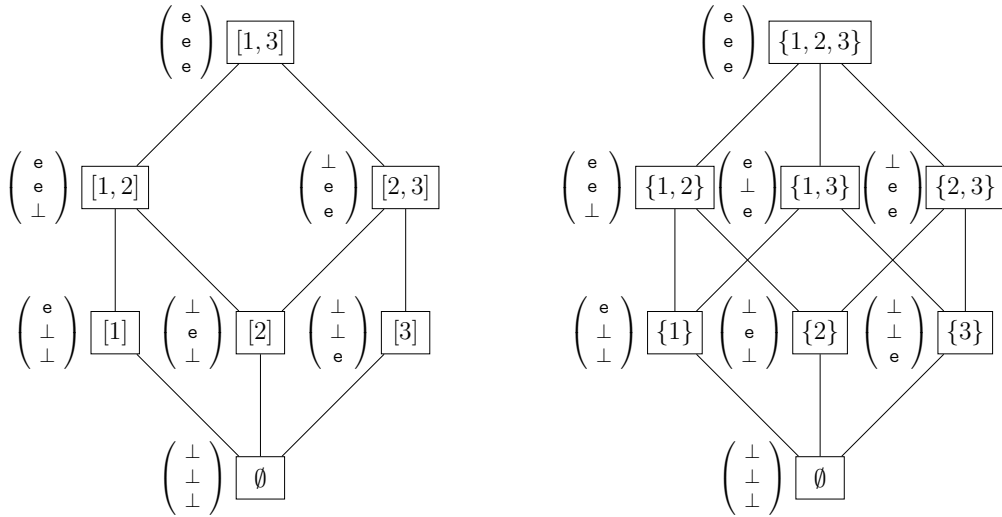 ( e e e ) [1, 3] ( e e e ) {1, 2, 3}
( e e ⊥ ) [1, 2] ( ⊥ e e ) [2, 3] ( e e ⊥ ) {1, 2} ( e ⊥ e ) {1, 3} ( ⊥ e e ) {2, 3}
( e ⊥ ⊥ ) [1] ( ⊥ e ⊥ ) [2] ( ⊥ ⊥ e ) [3] ( e ⊥ ⊥ ) {1} ( ⊥ e ⊥ ) {2} ( ⊥ ⊥ e ) {3}
( ⊥ ⊥ ⊥ ) ∅ ( ⊥ ⊥ ⊥ ) ∅